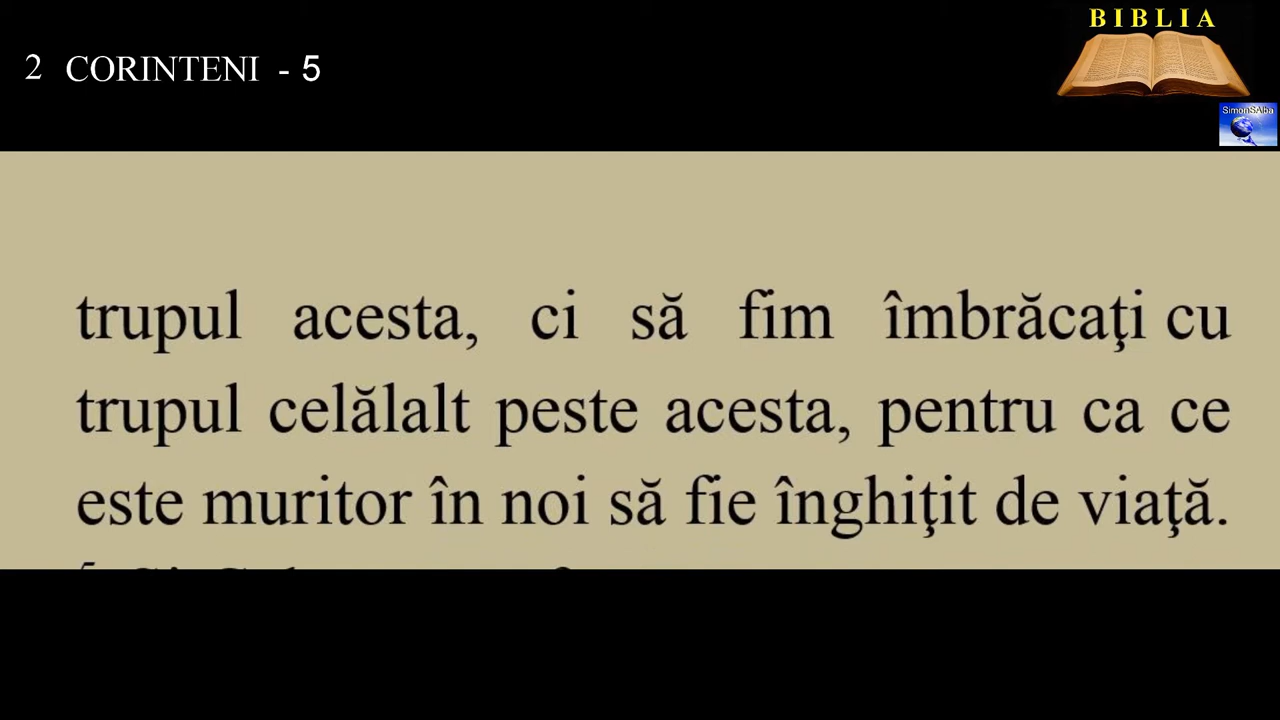 BIBLIA
2 CORINTENI - 5
SimonSAlba
trupul acesta, ci să fim îmbrăcaţi cu
trupul celălalt peste acesta, pentru ca ce
este muritor în noi să fie înghiţit de viaţă.